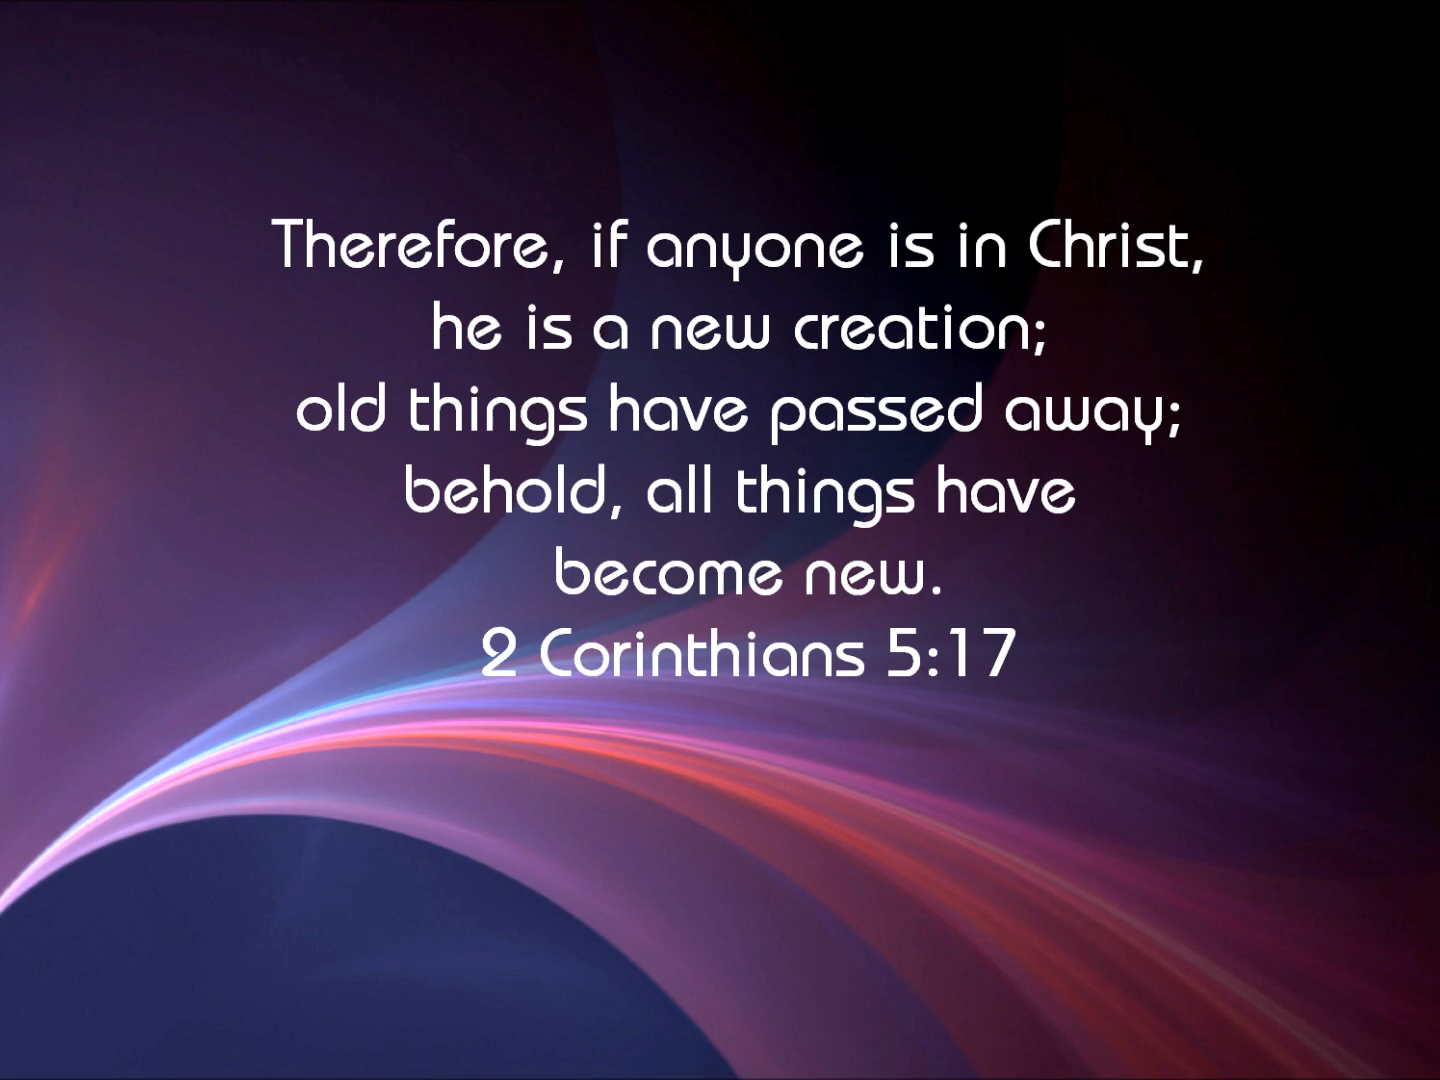 Therefore, if anyone is in Christ,
he is a new creation;
old things have passed away;
behold, all things have
become new.
2 Corinthians 5:17